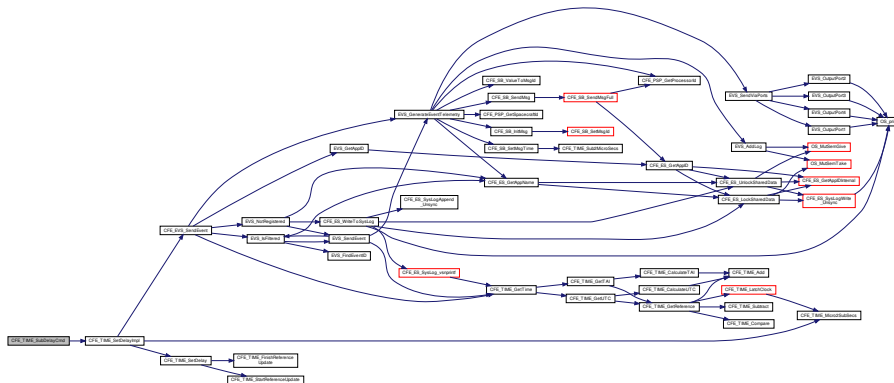 EVS_OutputPort4
CFE_SB_ValueToMsgId
CFE_PSP_GetProcessorId
CFE_SB_SendMsg
CFE_SB_SendMsgFull
EVS_SendViaPorts
EVS_GenerateEventTelemetry
CFE_PSP_GetSpacecraftId
OS_pri
CFE_SB_InitMsg
CFE_SB_SetMsgId
EVS_OutputPort1
CFE_SB_SetMsgTime
CFE_TIME_Sub2MicroSecs
EVS_AddLog
OS_MutSemGive
EVS_GetAppID
OS_MutSemTake
CFE_ES_GetAppID
CFE_ES_GetAppName
CFE_ES_UnlockSharedData
CFE_ES_GetAppIDInternal
CFE_ES_LockSharedData
CFE_ES_SysLogWrite
_Unsync
CFE_ES_SysLogAppend
_Unsync
EVS_NotRegistered
CFE_ES_WriteToSysLog
CFE_EVS_SendEvent
EVS_IsFiltered
EVS_SendEvent
EVS_FindEventID
CFE_ES_SysLog_vsnprintf
CFE_TIME_GetTime
CFE_TIME_GetTAI
CFE_TIME_CalculateTAI
CFE_TIME_Add
CFE_TIME_GetUTC
CFE_TIME_CalculateUTC
CFE_TIME_LatchClock
CFE_TIME_GetReference
CFE_TIME_Subtract
CFE_TIME_Micro2SubSecs
CFE_TIME_Compare
CFE_TIME_SubDelayCmd
CFE_TIME_SetDelayImpl
CFE_TIME_SetDelay
CFE_TIME_FinishReference
Update
CFE_TIME_StartReferenceUpdate